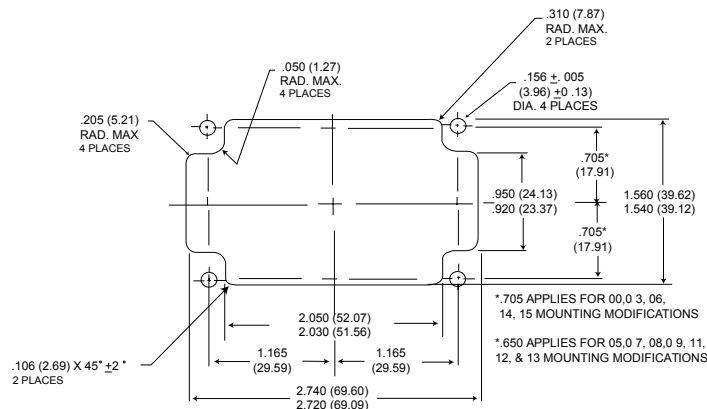 .310 (7.87)
RAD. MAX.
2 PLACES
.050 (1.27)
RAD. MAX.
4 PLACES
.156 +. 005
(3.96) +0 .13)
DIA. 4 PLACES
.205 (5.21)
RAD. MAX
4 PLACES
.705*
(17.91)
.950 (24.13)
.920 (23.37)
1.560 (39.62)
1.540 (39.12)
.705*
(17.91)
*.705 APPLIES FOR 00,0 3, 06,
14, 15 MOUNTING MODIFICATIONS
2.050 (52.07)
2.030 (51.56)
*.650 APPLIES FOR 05,0 7, 08,0 9, 11,
12, & 13 MOUNTING MODIFICATIONS
.106 (2.69) X 45° +2 °
2 PLACES
1.165
(29.59)
1.165
(29.59)
2.740 (69.60)
2.720 (69.09)